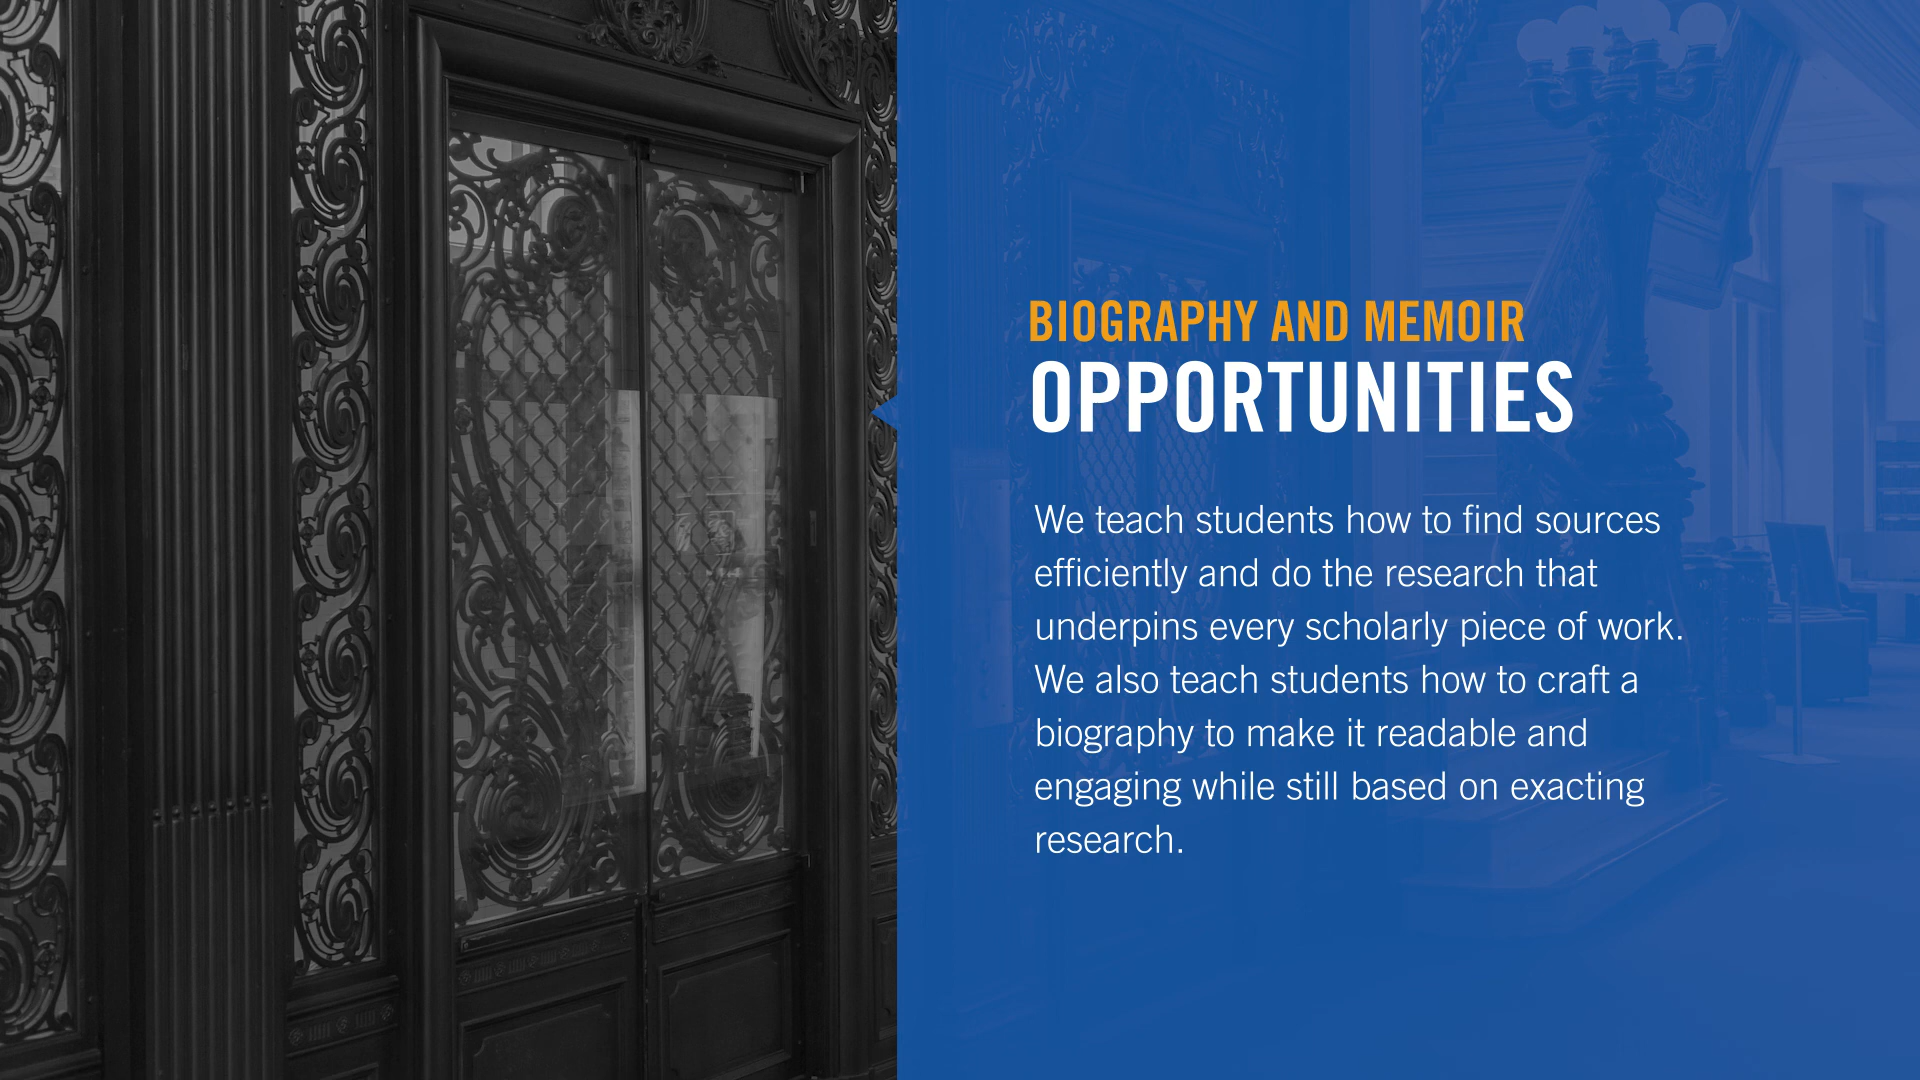 BIOGRAPHY AND MEMOIR
OPPORTUNITIES
We teach students how to find sources
efficiently and do the research that
underpins every scholarly piece of work.
We also teach students how to craft a
biography to make it readable and
engaging while still based on exacting
research.